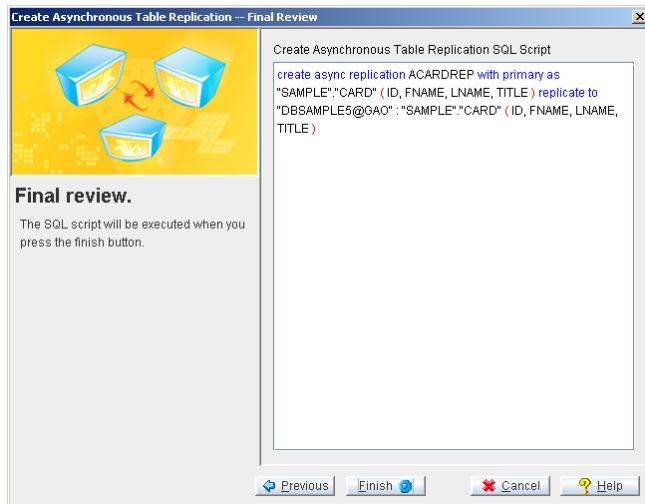 Create Asynchronous Table Replication -- Final Review
Create Asynchronous Table Replication SQL Script
create async replication ACARDREP with primary as
"SAMPLE"."CARD" ( ID, FNAME, LNAME, TITLE ) replicate to
"DBSAMPLE5@GAO" : "SAMPLE"."CARD" ( ID, FNAME, LNAME,
TITLE )
Final review.
The SQL script will be executed when you
press the finish button.
Previous
Finish
Cancel
Help